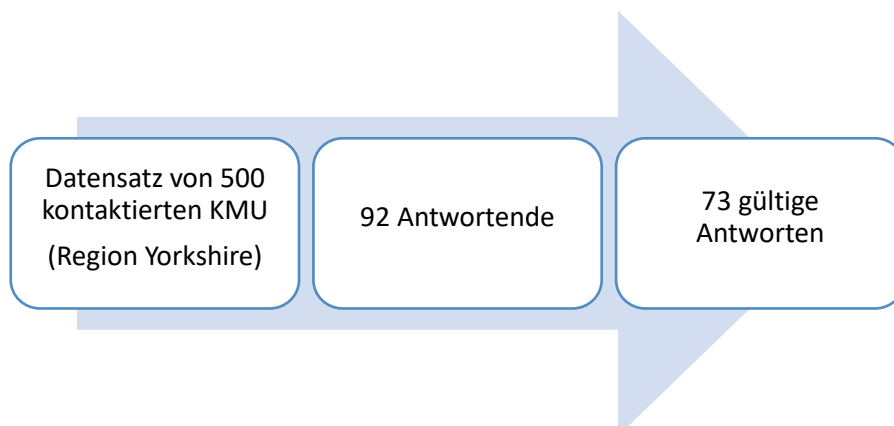 Datensatz von 500
kontaktierten KMU
(Region Yorkshire)
92 Antwortende
73 gültige
Antworten